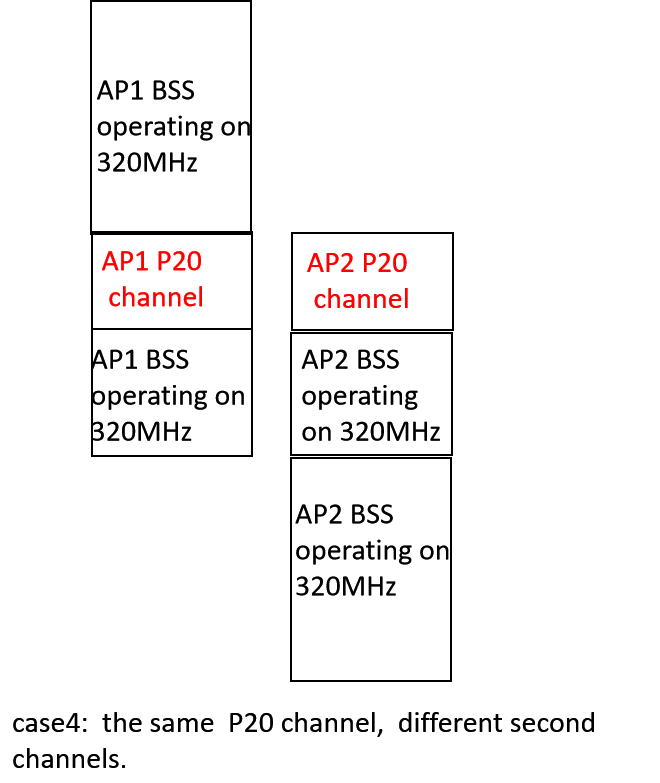 AP1 BSS
operating on
320MHz
AP1 P20
channel
AP1 BSS
operating on
320MHz
AP2 P20
channel
AP2 BSS
operating
on 320MHz
AP2 BSS
operating on
320MHz
case4:  the same  P20 channel,  different second
channels.